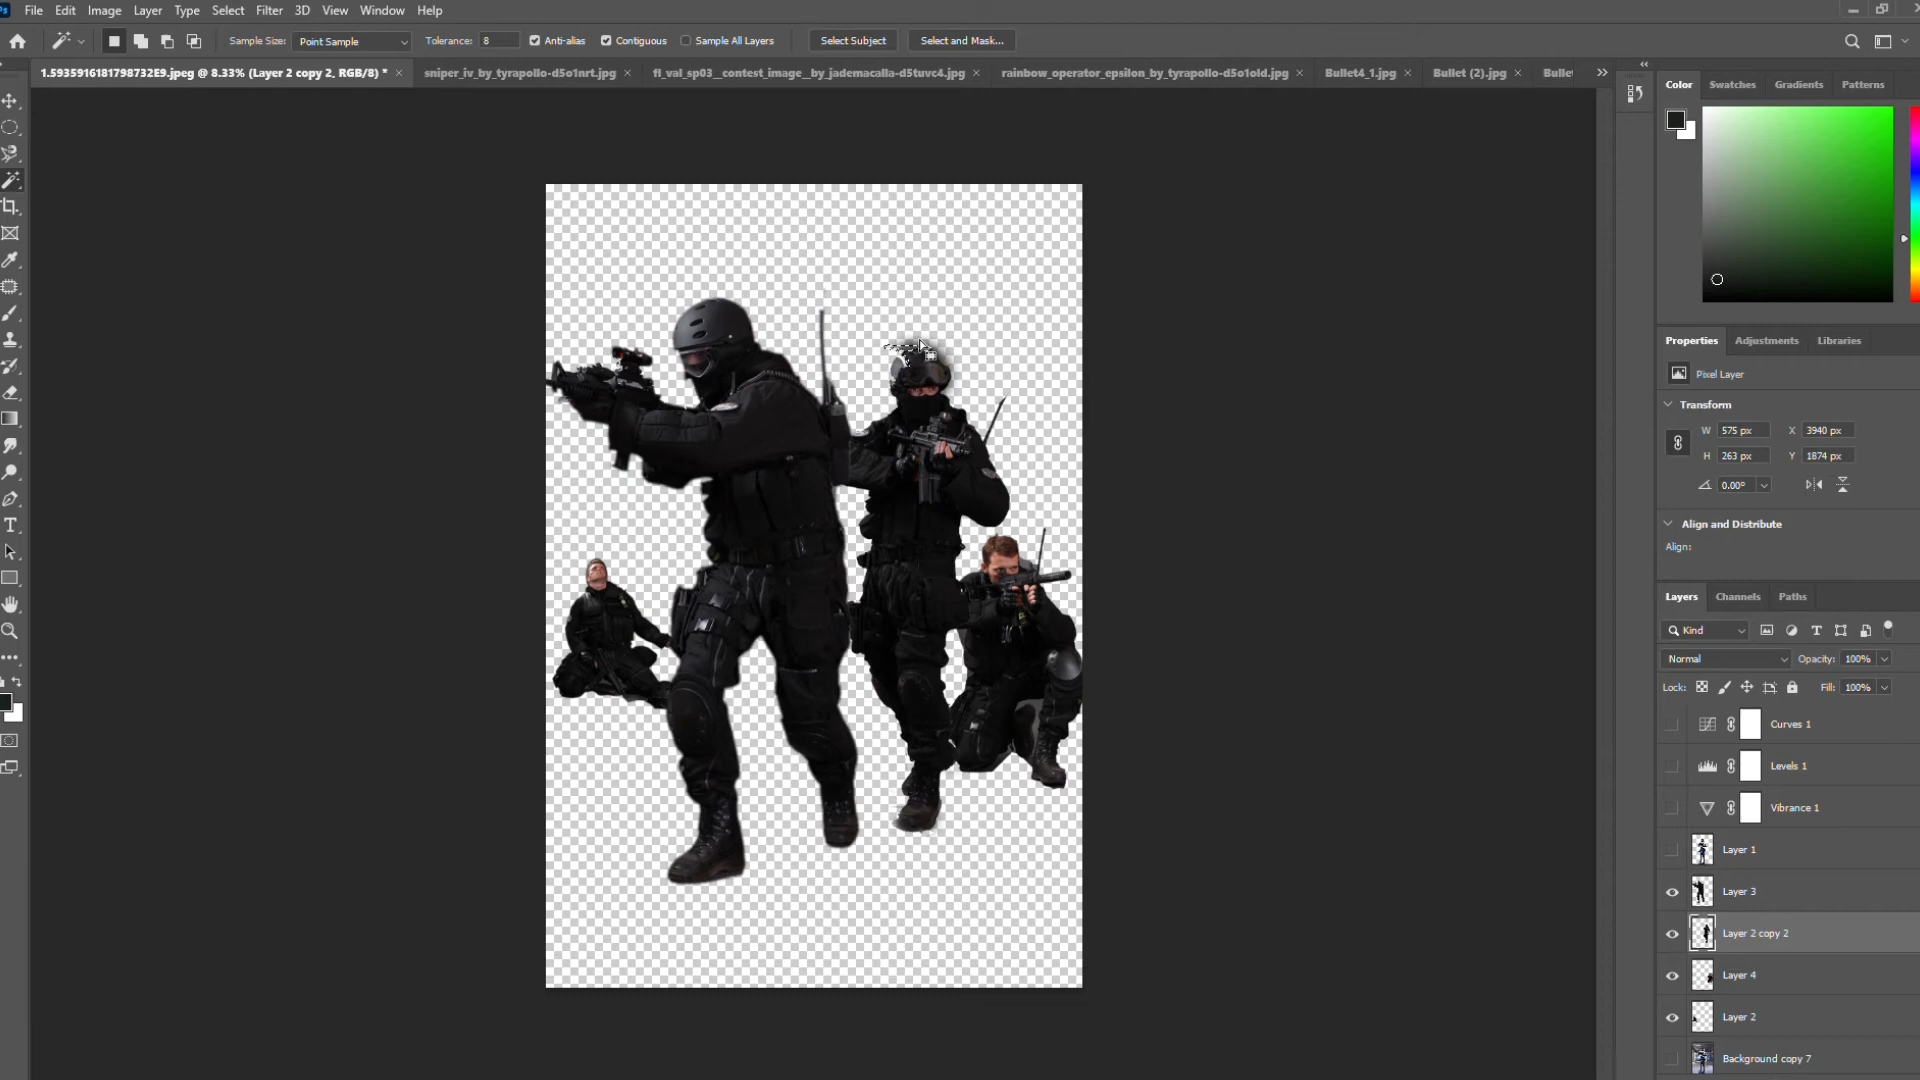 File Edit Image Layer Type Select Filter 3D View Window Help
Sample Size: Point Sample Tolerance: 8 Anti-alias Contiguous Sample All Layers Select Subject Select and Mask...
1.5935916181798732E9.jpeg @ 8.33% (Layer 2 copy 2, RGB/8) * sniper_iv_by_tyrapollo-d5o1nrt.jpg fl_val_sp03__contest_image__by_jademacalla-d5tuvc4.jpg rainbow_operator_epsilon_by_tyrapollo-d5o1old.jpg Bullet4_1.jpg Bullet (2).jpg Bulle
Color Swatches Gradients Patterns
Properties Adjustments Libraries
Pixel Layer
Transform
W 575 px X 3940 px
H 263 px Y 1874 px
0.00°
Align and Distribute
Align:
Layers Channels Paths
Kind
Normal Opacity: 100%
Lock: Fill: 100%
Curves 1
Levels 1
Vibrance 1
Layer 1
Layer 3
Layer 2 copy 2
Layer 4
Layer 2
Background copy 7